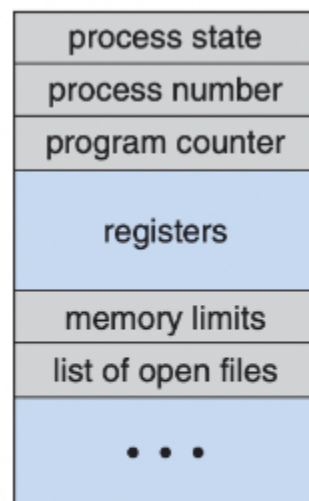 process state
process number
program counter
registers
memory limits
list of open files
• • •